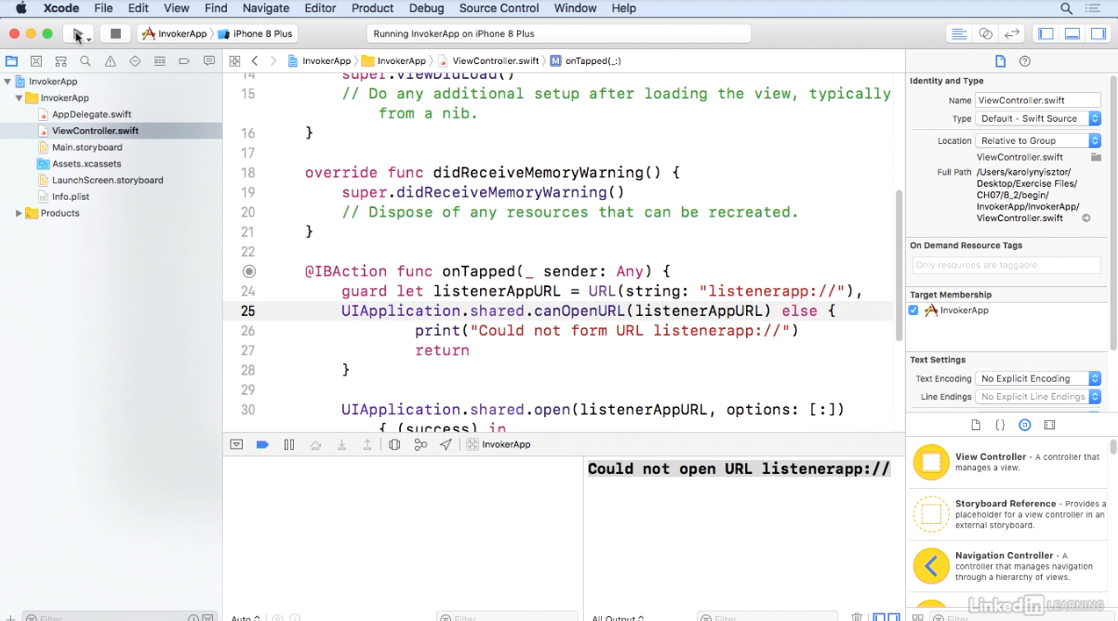 Xcode File Edit View Find Navigate Editor Product Debug Source Control Window Help
InvokerApp iPhone 8 Plus
Running InvokerApp on iPhone 8 Plus
InvokerApp InvokerApp ViewController.swift M onTapped(_:)
InvokerApp
InvokerApp
AppDelegate.swift
ViewController.swift
Main.storyboard
Assets.xcassets
LaunchScreen.storyboard
Info.plist
Products
Filter
14 super.viewDidLoad()
15 // Do any additional setup after loading the view, typically
from a nib.
16 }
17
18 override func didReceiveMemoryWarning() {
19 super.didReceiveMemoryWarning()
20 // Dispose of any resources that can be recreated.
21 }
22
@IBAction func onTapped(_ sender: Any) {
24 guard let listenerAppURL = URL(string: "listenerapp://"),
25 UIApplication.shared.canOpenURL(listenerAppURL) else {
26 print("Could not form URL listenerapp://")
27 return
28 }
29
30 UIApplication.shared.open(listenerAppURL, options: [:])
{ (success) in
InvokerApp
Could not open URL listenerapp://
Auto
Filter
All Output
Filter
Identity and Type
Name ViewController.swift
Type Default - Swift Source
Location Relative to Group
ViewController.swift
Full Path /Users/karolynyisztor/
Desktop/Exercise Files/
CH07/8_2/begin/
InvokerApp/InvokerApp/
ViewController.swift
On Demand Resource Tags
Only resources are taggable
Target Membership
InvokerApp
Text Settings
Text Encoding No Explicit Encoding
Line Endings No Explicit Line Endings
{ }
View Controller - A controller that
manages a view.
Storyboard Reference - Provides a
placeholder for a view controller in an
external storyboard.
Navigation Controller - A
controller that manages navigation
through a hierarchy of views.
Filter
Linked in LEARNING